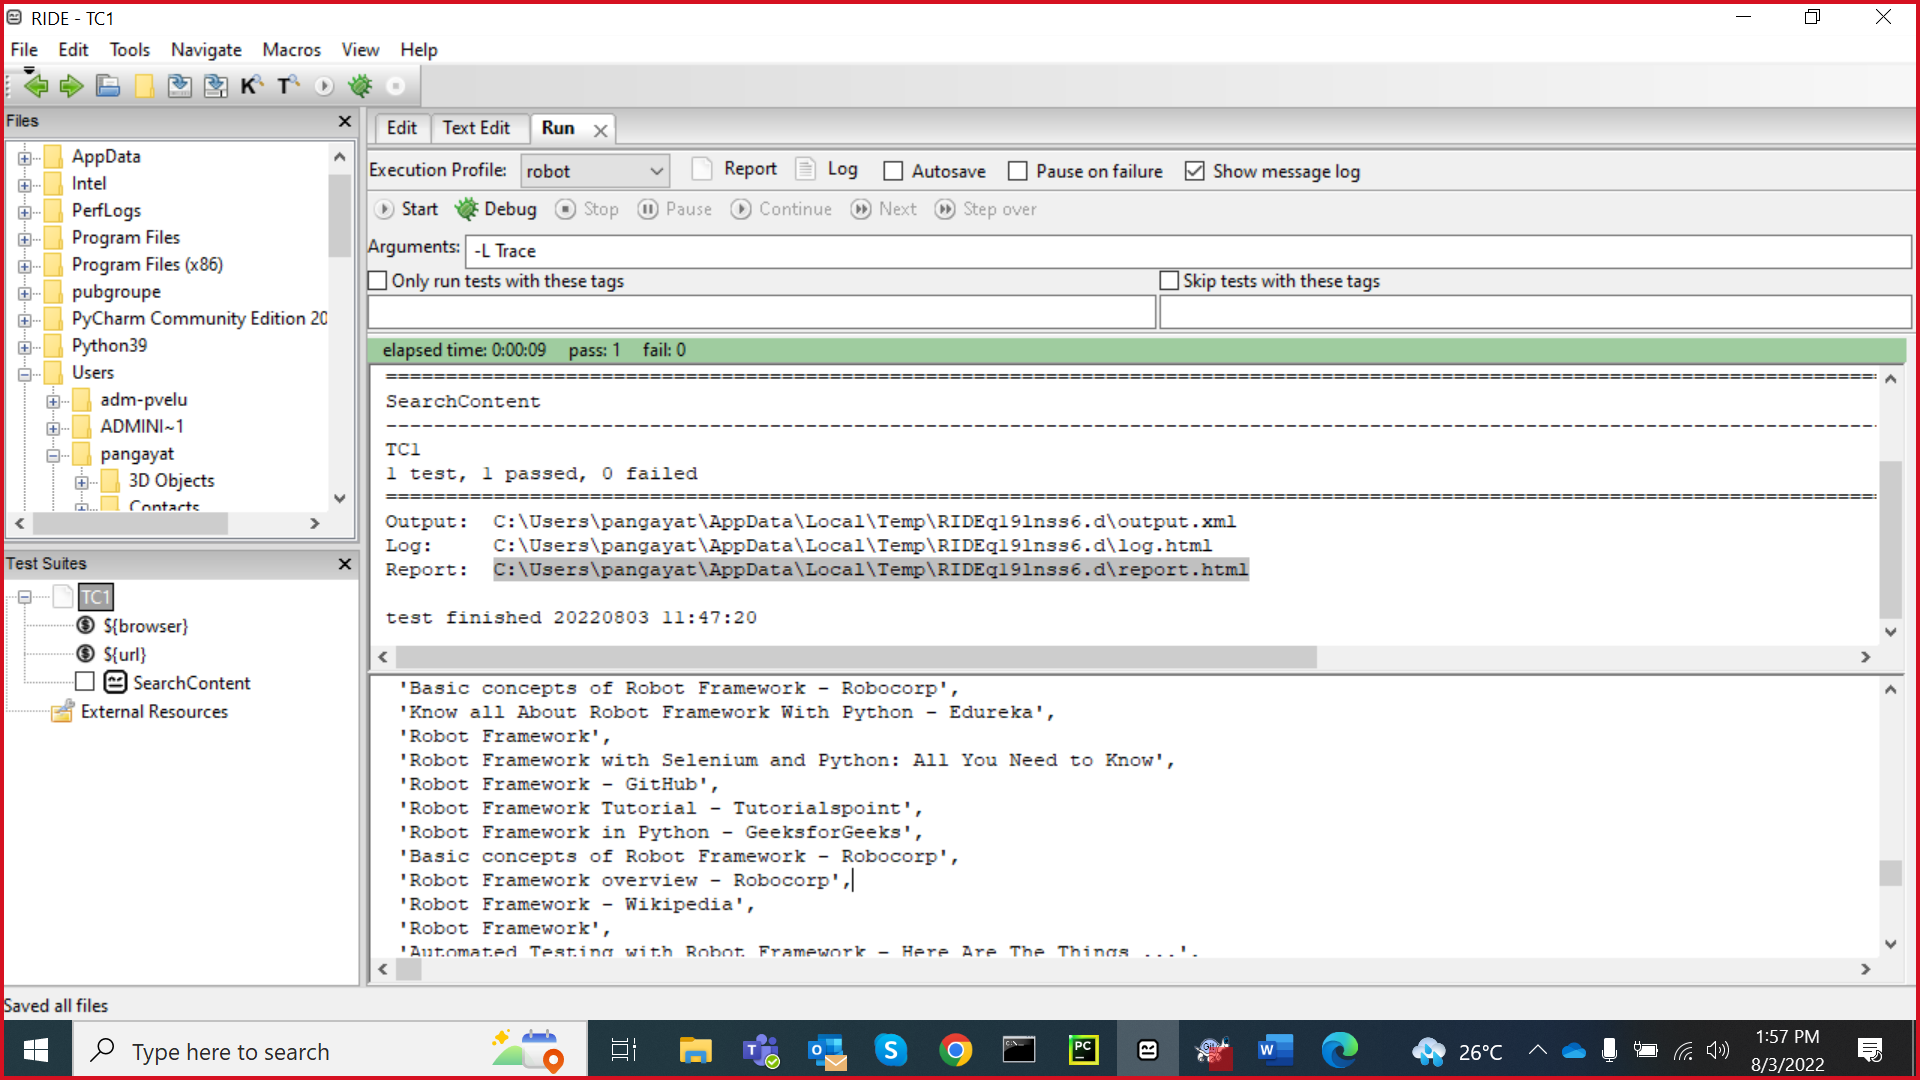 RIDE - TC1
File Edit Tools Navigate Macros View Help
K T
Files
AppData
Intel
PerfLogs
Program Files
Program Files (x86)
pubgroupe
PyCharm Community Edition 20
Python39
Users
adm-pvelu
ADMINI~1
pangayat
3D Objects
Contacts
Test Suites
TC1
${browser}
${url}
SearchContent
External Resources
Edit Text Edit Run
Execution Profile: robot Report Log Autosave Pause on failure Show message log
Start Debug Stop Pause Continue Next Step over
Arguments: -L Trace
Only run tests with these tags Skip tests with these tags
elapsed time: 0:00:09 pass: 1 fail: 0
SearchContent
TC1
1 test, 1 passed, 0 failed
Output: C:\Users\pangayat\AppData\Local\Temp\RIDEq19lnss6.d\output.xml
Log: C:\Users\pangayat\AppData\Local\Temp\RIDEq19lnss6.d\log.html
Report: C:\Users\pangayat\AppData\Local\Temp\RIDEq19lnss6.d\report.html
test finished 20220803 11:47:20
'Basic concepts of Robot Framework - Robocorp',
'Know all About Robot Framework With Python - Edureka',
'Robot Framework',
'Robot Framework with Selenium and Python: All You Need to Know',
'Robot Framework - GitHub',
'Robot Framework Tutorial - Tutorialspoint',
'Robot Framework in Python - GeeksforGeeks',
'Basic concepts of Robot Framework - Robocorp',
'Robot Framework overview - Robocorp',
'Robot Framework - Wikipedia',
'Robot Framework',
'Automated Testing with Robot Framework - Here Are The Things ...',
Saved all files
Type here to search
26°C
1:57 PM
8/3/2022